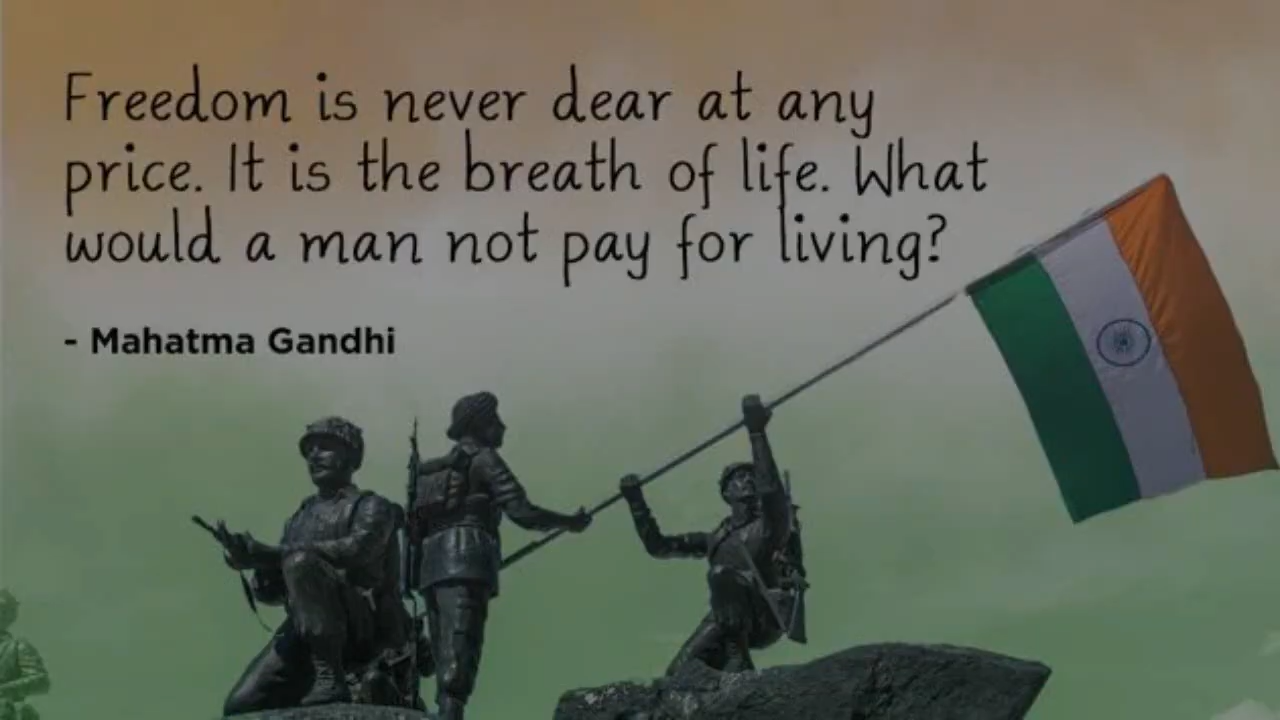 Freedom is never dear at any
price. It is the breath of life. What
would a man not pay for living?
- Mahatma Gandhi